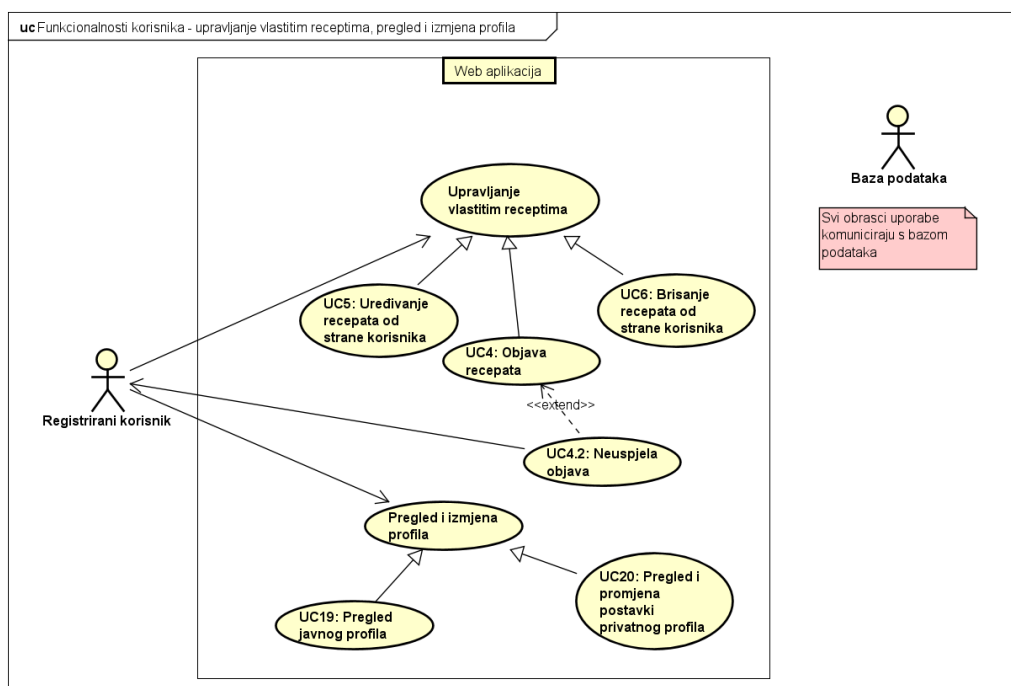 uc Funkcionalnosti korisnika - upravljanje vlastitim receptima, pregled i izmjena profila
Web aplikacija
Baza podataka
Svi obrasci uporabe
komuniciraju s bazom
podataka
Upravljanje
vlastitim receptima
UC5: Uređivanje
recepata od
strane korisnika
UC6: Brisanje
recepata od
strane korisnika
UC4: Objava
recepata
<<extend>>
Registrirani korisnik
UC4.2: Neuspjela
objava
Pregled i izmjena
profila
UC19: Pregled
javnog profila
UC20: Pregled i
promjena
postavki
privatnog profila